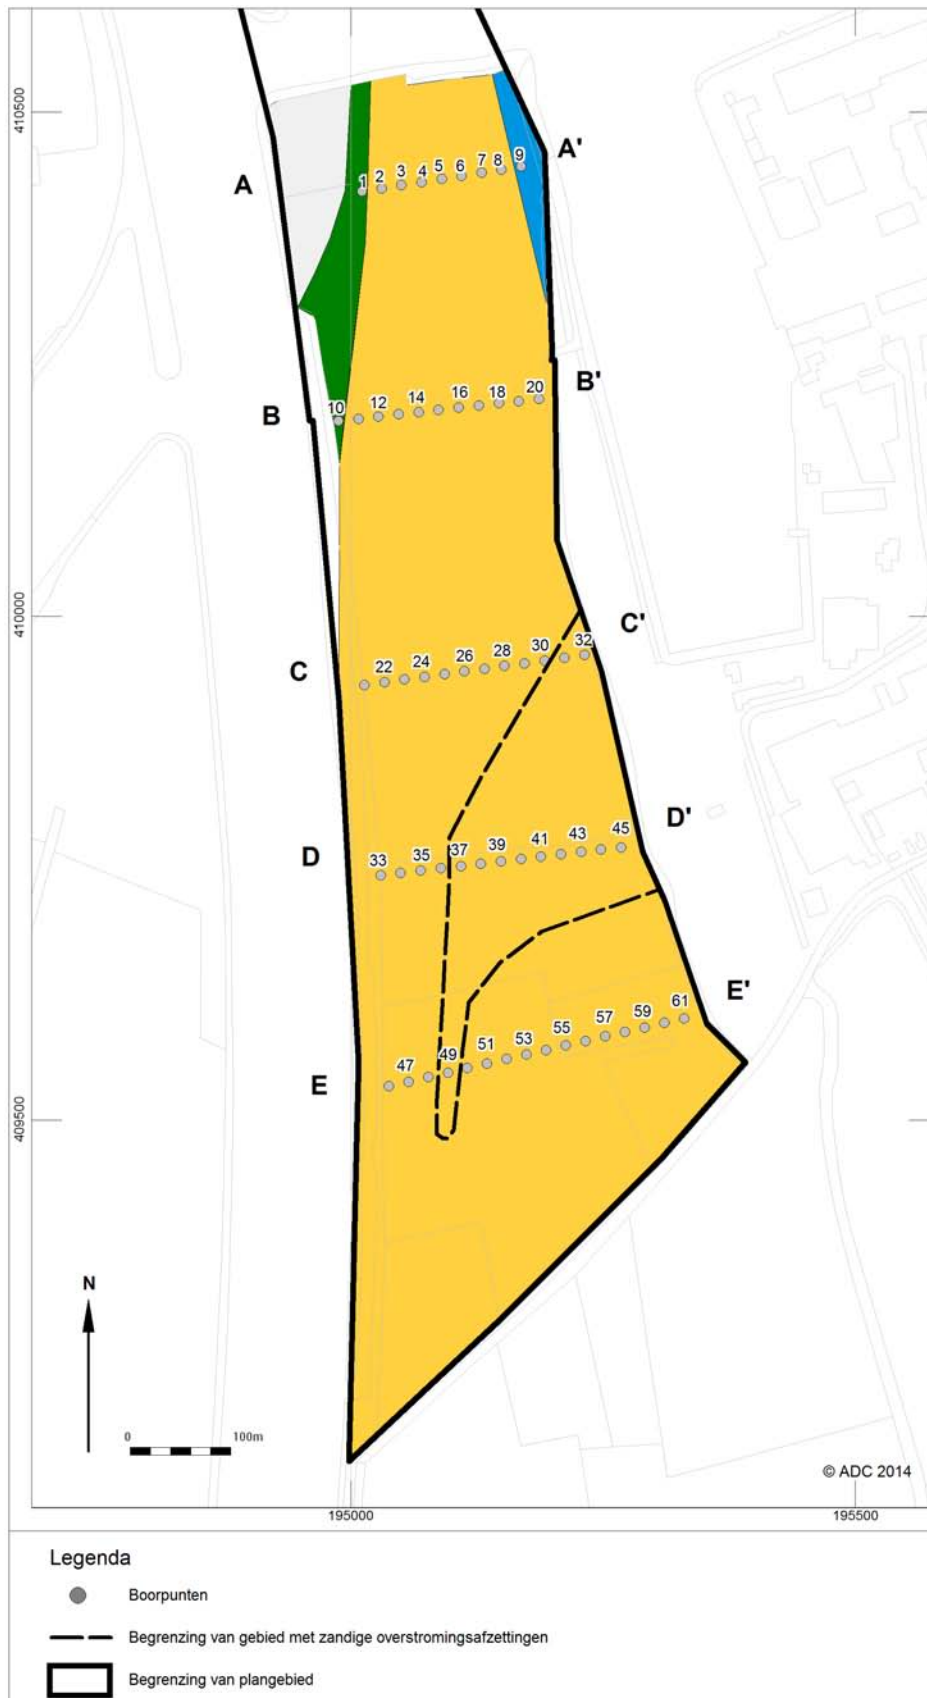 410500
A
A'
1 2 3 4 5 6 7 8 9
B
B'
10 12 14 16 18 20
410000
C
C'
22 24 26 28 30 32
D
D'
33 35 37 39 41 43 45
E
E'
47 49 51 53 55 57 59 61
409500
N
0 100m
© ADC 2014
195000 195500
Legenda
Boorpunten
Begrenzing van gebied met zandige overstromingsafzettingen
Begrenzing van plangebied